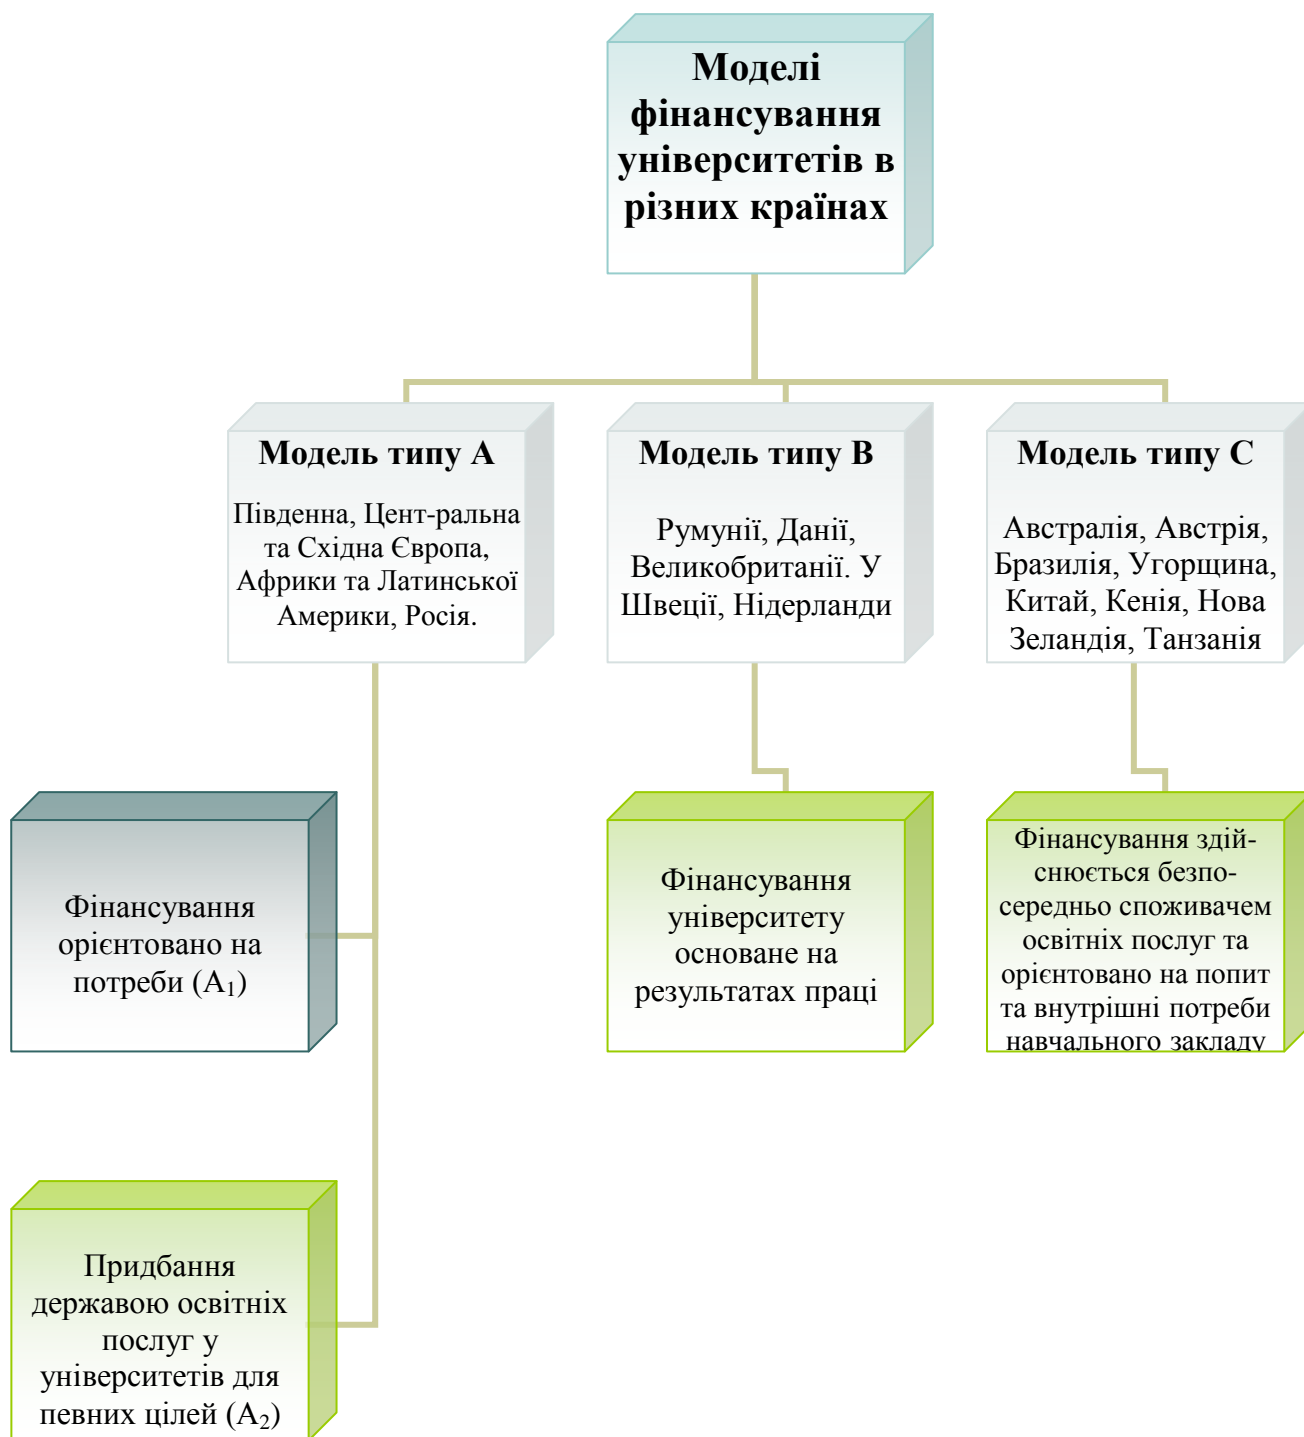 Моделі
фінансування
університетів в
різних країнах
Модель типу А
Південна, Цент-ральна
та Східна Європа,
Африки та Латинської
Америки, Росія.
Модель типу В
Румунії, Данії,
Великобританії. У
Швеції, Нідерланди
Модель типу С
Австралія, Австрія,
Бразилія, Угорщина,
Китай, Кенія, Нова
Зеландія, Танзанія
Фінансування
орієнтовано на
потреби (А₁)
Фінансування
університету
основане на
результатах праці
Фінансування здій-
снюється безпо-
середньо споживачем
освітніх послуг та
орієнтовано на попит
та внутрішні потреби
навчального закладу
Придбання
державою освітніх
послуг у
університетів для
певних цілей (А₂)